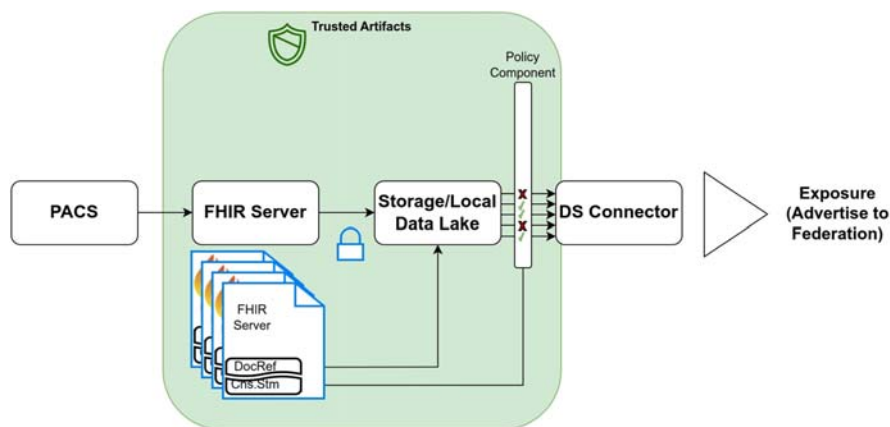 Trusted Artifacts
Policy
Component
PACS
FHIR Server
Storage/Local
Data Lake
X
X
DS Connector
Exposure
(Advertise to
Federation)
FHIR
Server
DocRef
Cns.Stm